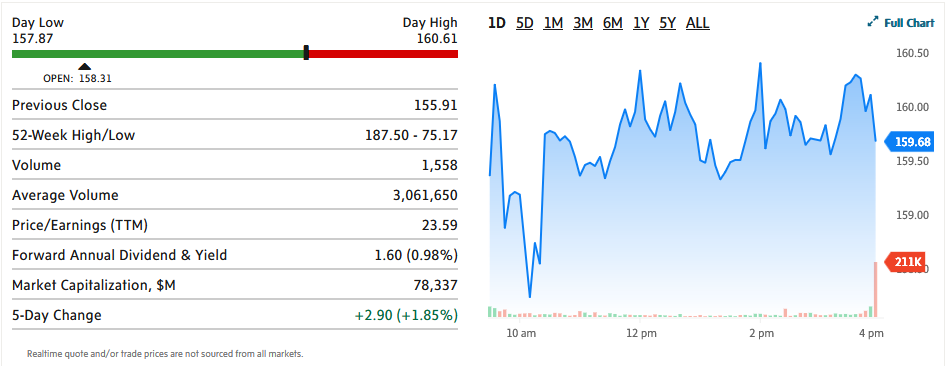 Day Low Day High
157.87 160.61
OPEN: 158.31
Previous Close 155.91
52-Week High/Low 187.50 - 75.17
Volume 1,558
Average Volume 3,061,650
Price/Earnings (TTM) 23.59
Forward Annual Dividend & Yield 1.60 (0.98%)
Market Capitalization, $M 78,337
5-Day Change +2.90 (+1.85%)
Realtime quote and/or trade prices are not sourced from all markets.
1D 5D 1M 3M 6M 1Y 5Y ALL Full Chart
160.50
160.00
159.68
159.50
159.00
211K
10 am 12 pm 2 pm 4 pm